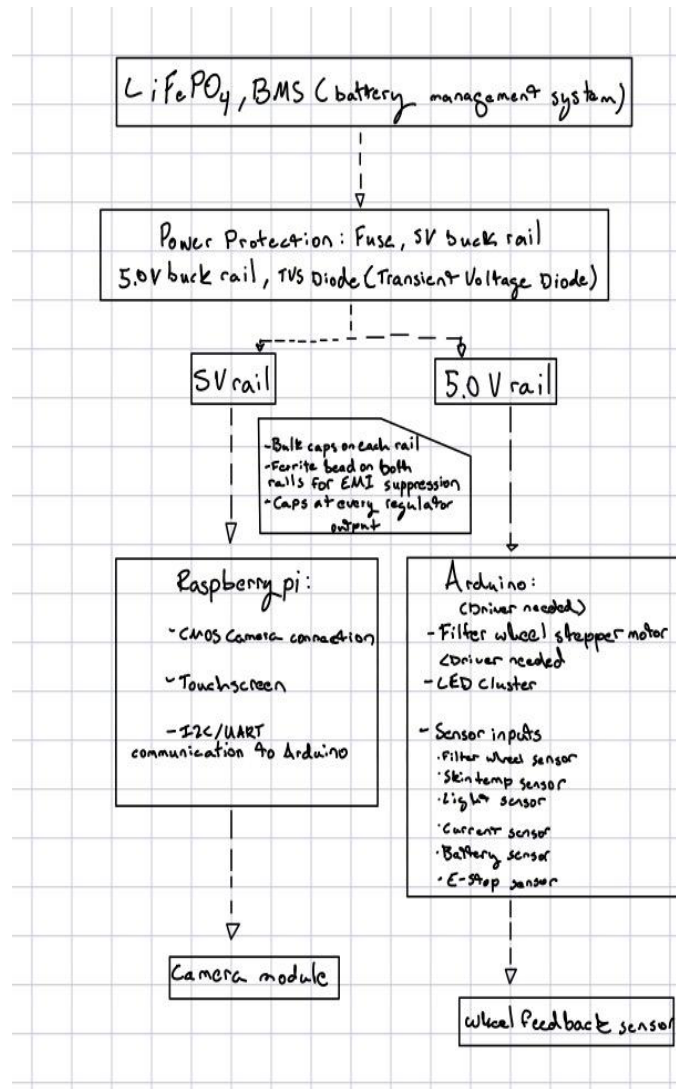 LiFePO4, BMS (battery management system)
Power Protection: Fuse, 5V buck rail
5.0V buck rail, TVS Diode (Transient Voltage Diode)
5V rail
5.0 V rail
- Bulk caps on each rail
- Ferrite bead on both
rails for EMI suppression
- Caps at every regulator
output
Raspberry pi:
- CMOS Camera connection
- Touchscreen
- I2C/UART
communication to Arduino
Arduino:
(Driver needed)
- Filter wheel stepper motor
(Driver needed
- LED Cluster
- Sensor inputs
· Filter wheel sensor
· Skin temp sensor
· Light sensor
· Current sensor
· Battery sensor
· E-Stop sensor
Camera module
wheel feedback sensor